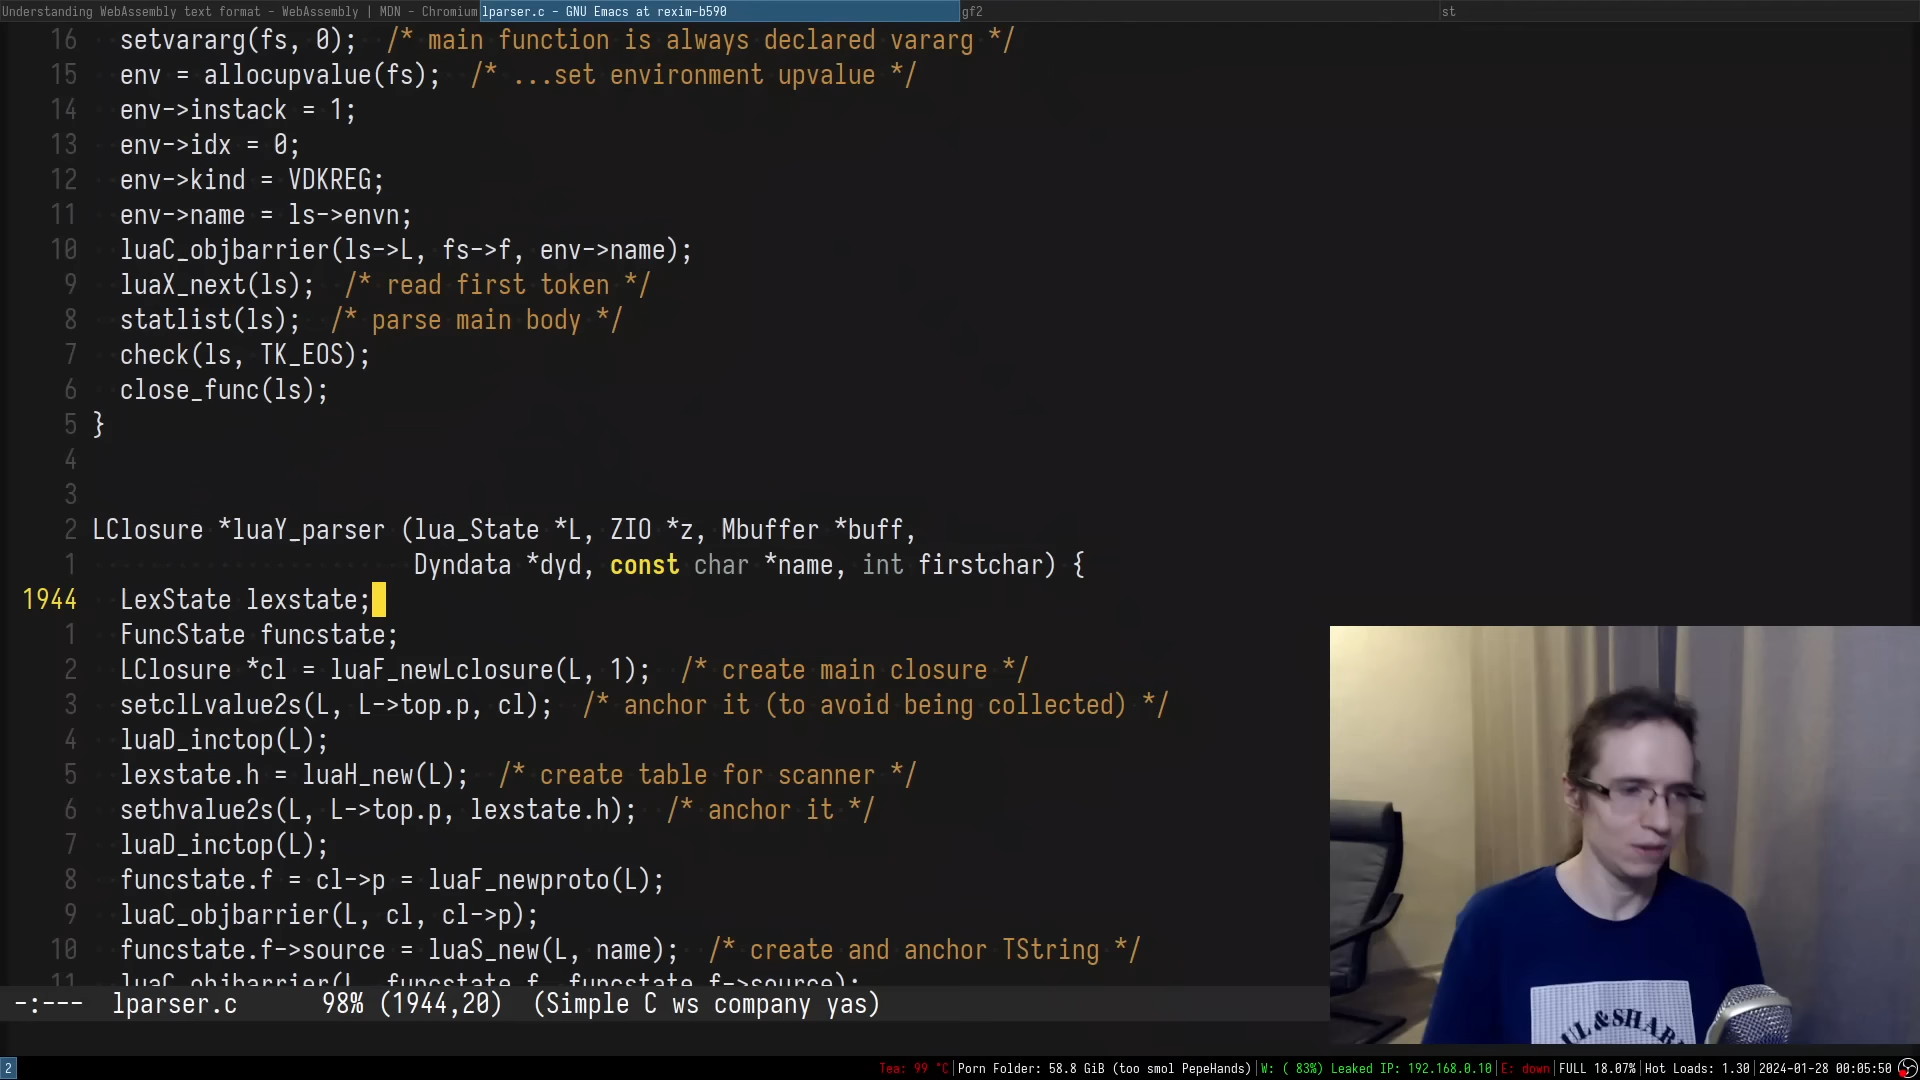 Understanding WebAssembly text format - WebAssembly | MDN - Chromium
lparser.c - GNU Emacs at rexim-b590
gf2
st
16 setvararg(fs, 0); /* main function is always declared vararg */
15 env = allocupvalue(fs); /* ...set environment upvalue */
14 env->instack = 1;
13 env->idx = 0;
12 env->kind = VDKREG;
11 env->name = ls->envn;
10 luaC_objbarrier(ls->L, fs->f, env->name);
9 luaX_next(ls); /* read first token */
8 statlist(ls); /* parse main body */
7 check(ls, TK_EOS);
6 close_func(ls);
5 }
4
3
2 LClosure *luaY_parser (lua_State *L, ZIO *z, Mbuffer *buff,
1 Dyndata *dyd, const char *name, int firstchar) {
1944 LexState lexstate;
1 FuncState funcstate;
2 LClosure *cl = luaF_newLclosure(L, 1); /* create main closure */
3 setclLvalue2s(L, L->top.p, cl); /* anchor it (to avoid being collected) */
4 luaD_inctop(L);
5 lexstate.h = luaH_new(L); /* create table for scanner */
6 sethvalue2s(L, L->top.p, lexstate.h); /* anchor it */
7 luaD_inctop(L);
8 funcstate.f = cl->p = luaF_newproto(L);
9 luaC_objbarrier(L, cl, cl->p);
10 funcstate.f->source = luaS_new(L, name); /* create and anchor TString */
11 luaC_objbarrier(L, funcstate.f, funcstate.f->source);
-:--- lparser.c 98% (1944,20) (Simple C ws company yas)
UL & SHAR
2
Tea: 99 °C|Porn Folder: 58.8 GiB (too smol PepeHands)|W: ( 83%) Leaked IP: 192.168.0.10|E: down|FULL 18.07%|Hot Loads: 1.30|2024-01-28 00:05:50